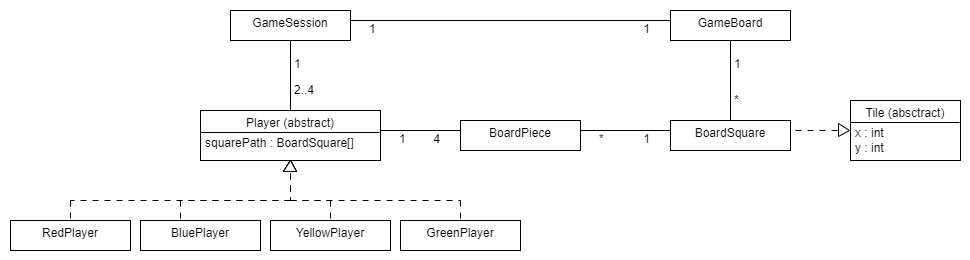 GameSession
GameBoard
1
1
1
1
2..4
*
Player (abstract)
squarePath : BoardSquare[]
1
4
BoardPiece
*
1
BoardSquare
Tile (absctract)
x : int
y : int
RedPlayer
BluePlayer
YellowPlayer
GreenPlayer